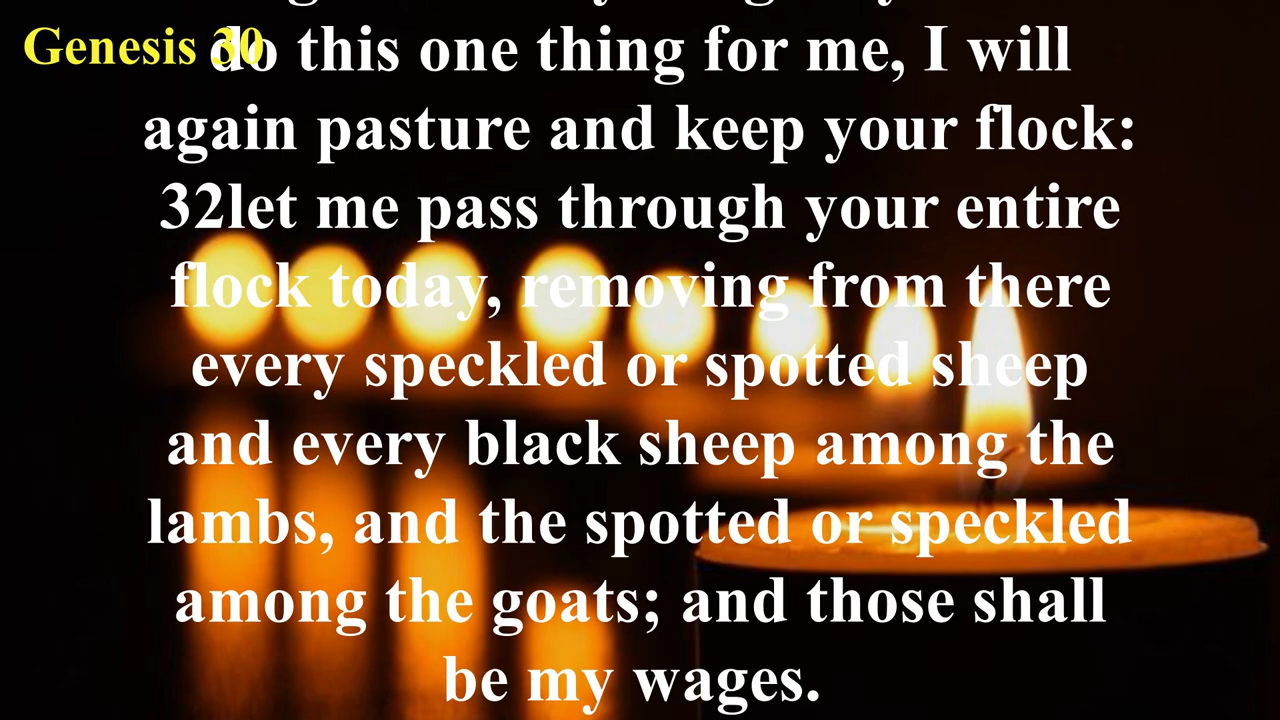 Genesis 30
do this one thing for me, I will
again pasture and keep your flock:
32let me pass through your entire
flock today, removing from there
every speckled or spotted sheep
and every black sheep among the
lambs, and the spotted or speckled
among the goats; and those shall
be my wages.